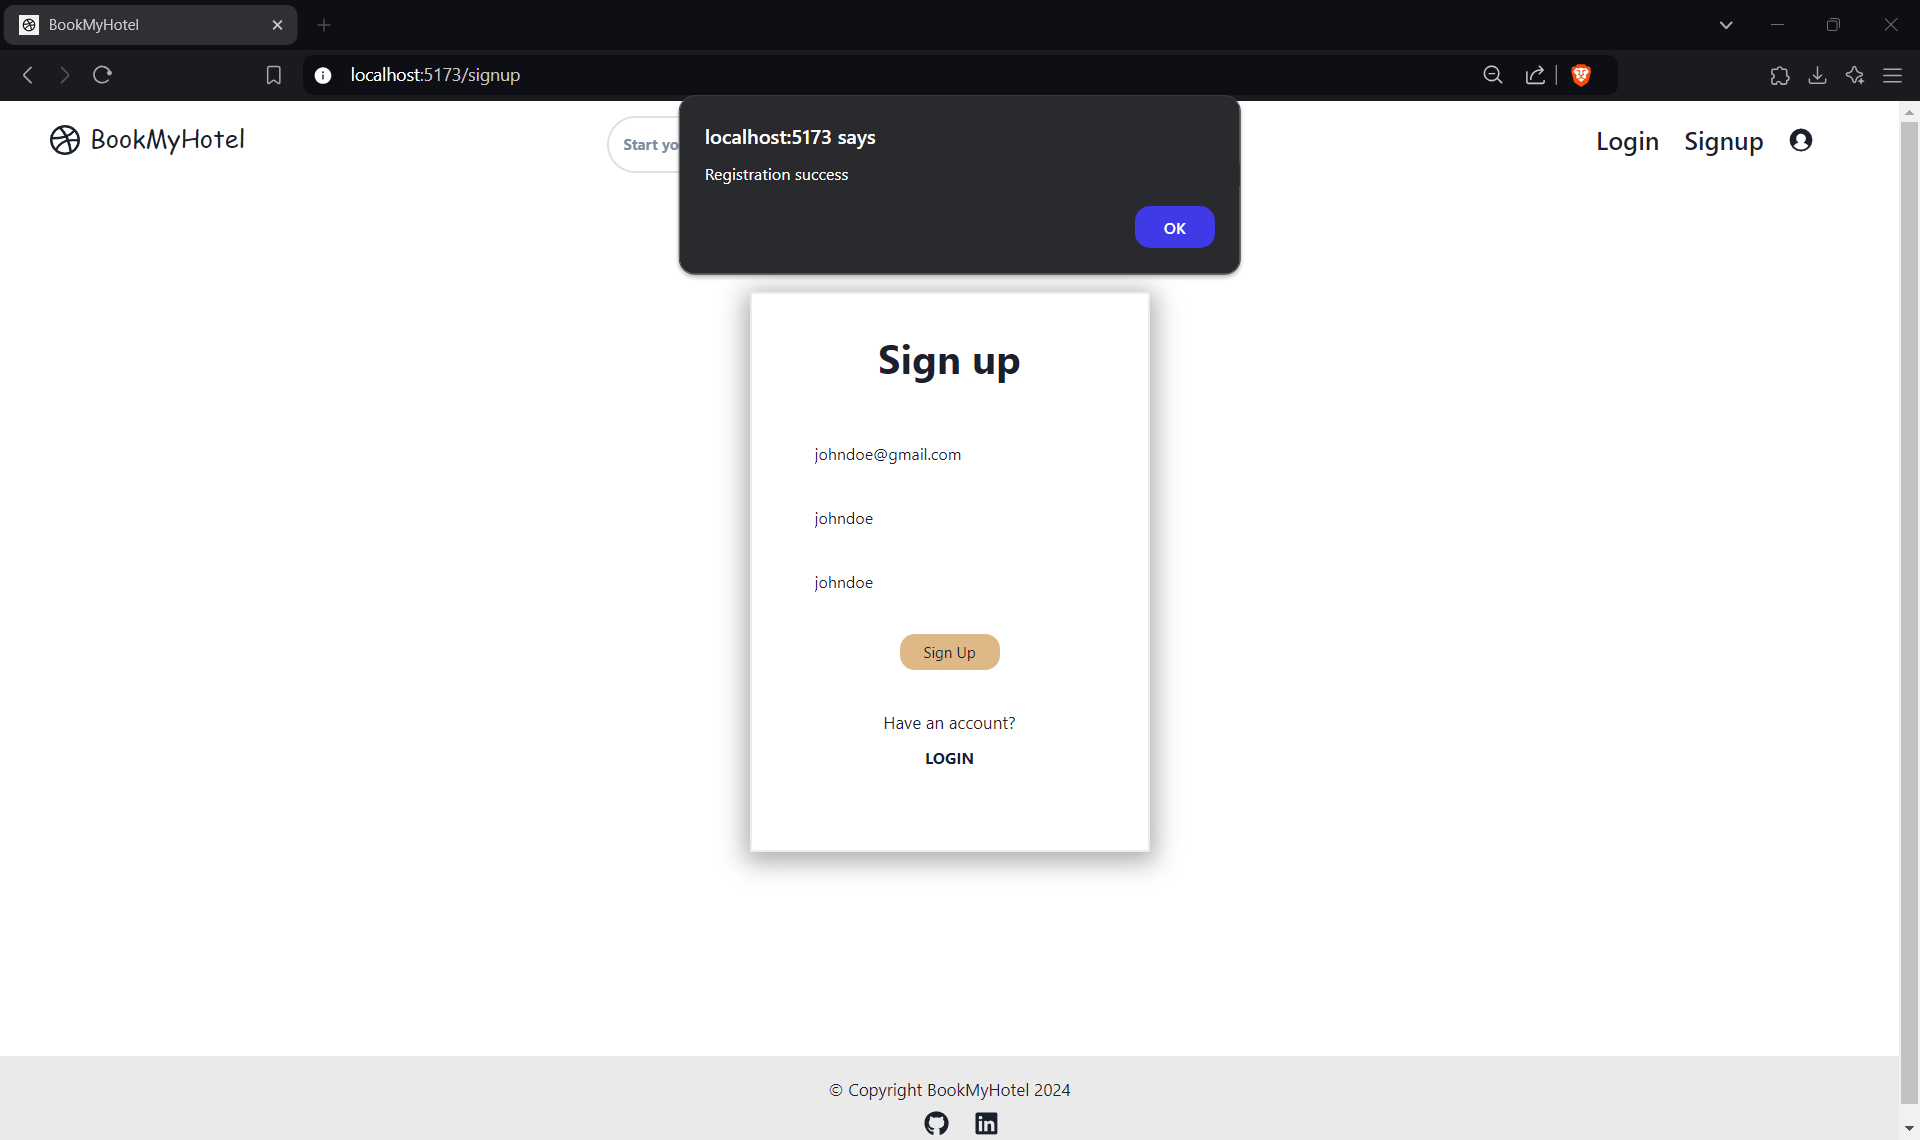 BookMyHotel
localhost:5173/signup
BookMyHotel
Start yo
Login
Signup
localhost:5173 says
Registration success
OK
Sign up
johndoe@gmail.com
johndoe
johndoe
Sign Up
Have an account?
LOGIN
© Copyright BookMyHotel 2024
in